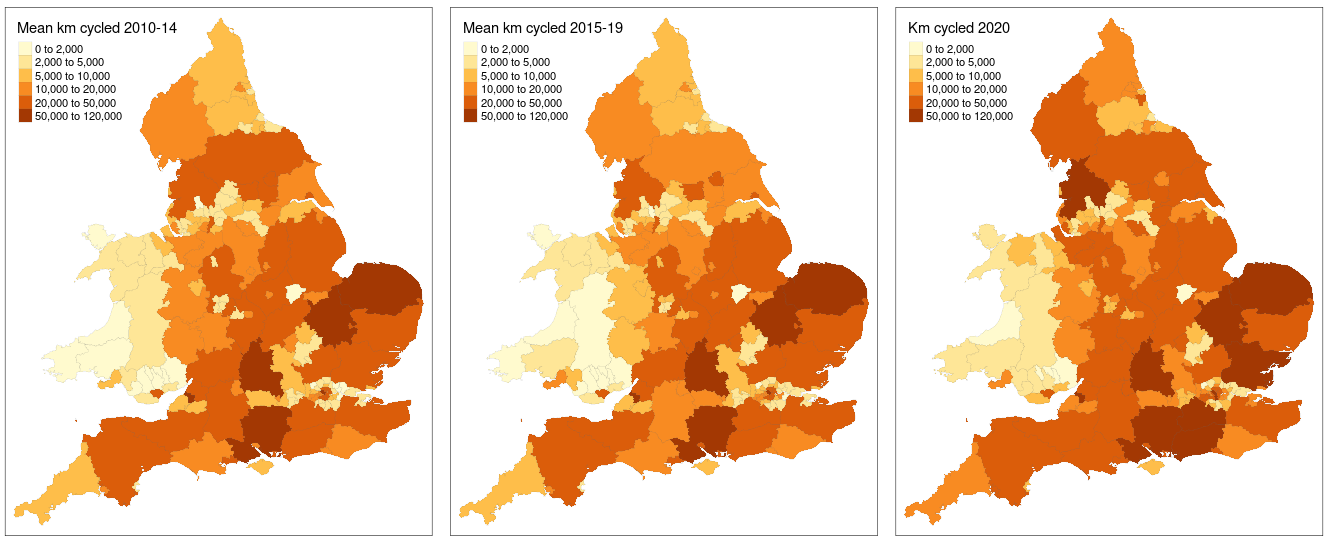 Mean km cycled 2010-14
0 to 2,000
2,000 to 5,000
5,000 to 10,000
10,000 to 20,000
20,000 to 50,000
50,000 to 120,000
Mean km cycled 2015-19
0 to 2,000
2,000 to 5,000
5,000 to 10,000
10,000 to 20,000
20,000 to 50,000
50,000 to 120,000
Km cycled 2020
0 to 2,000
2,000 to 5,000
5,000 to 10,000
10,000 to 20,000
20,000 to 50,000
50,000 to 120,000